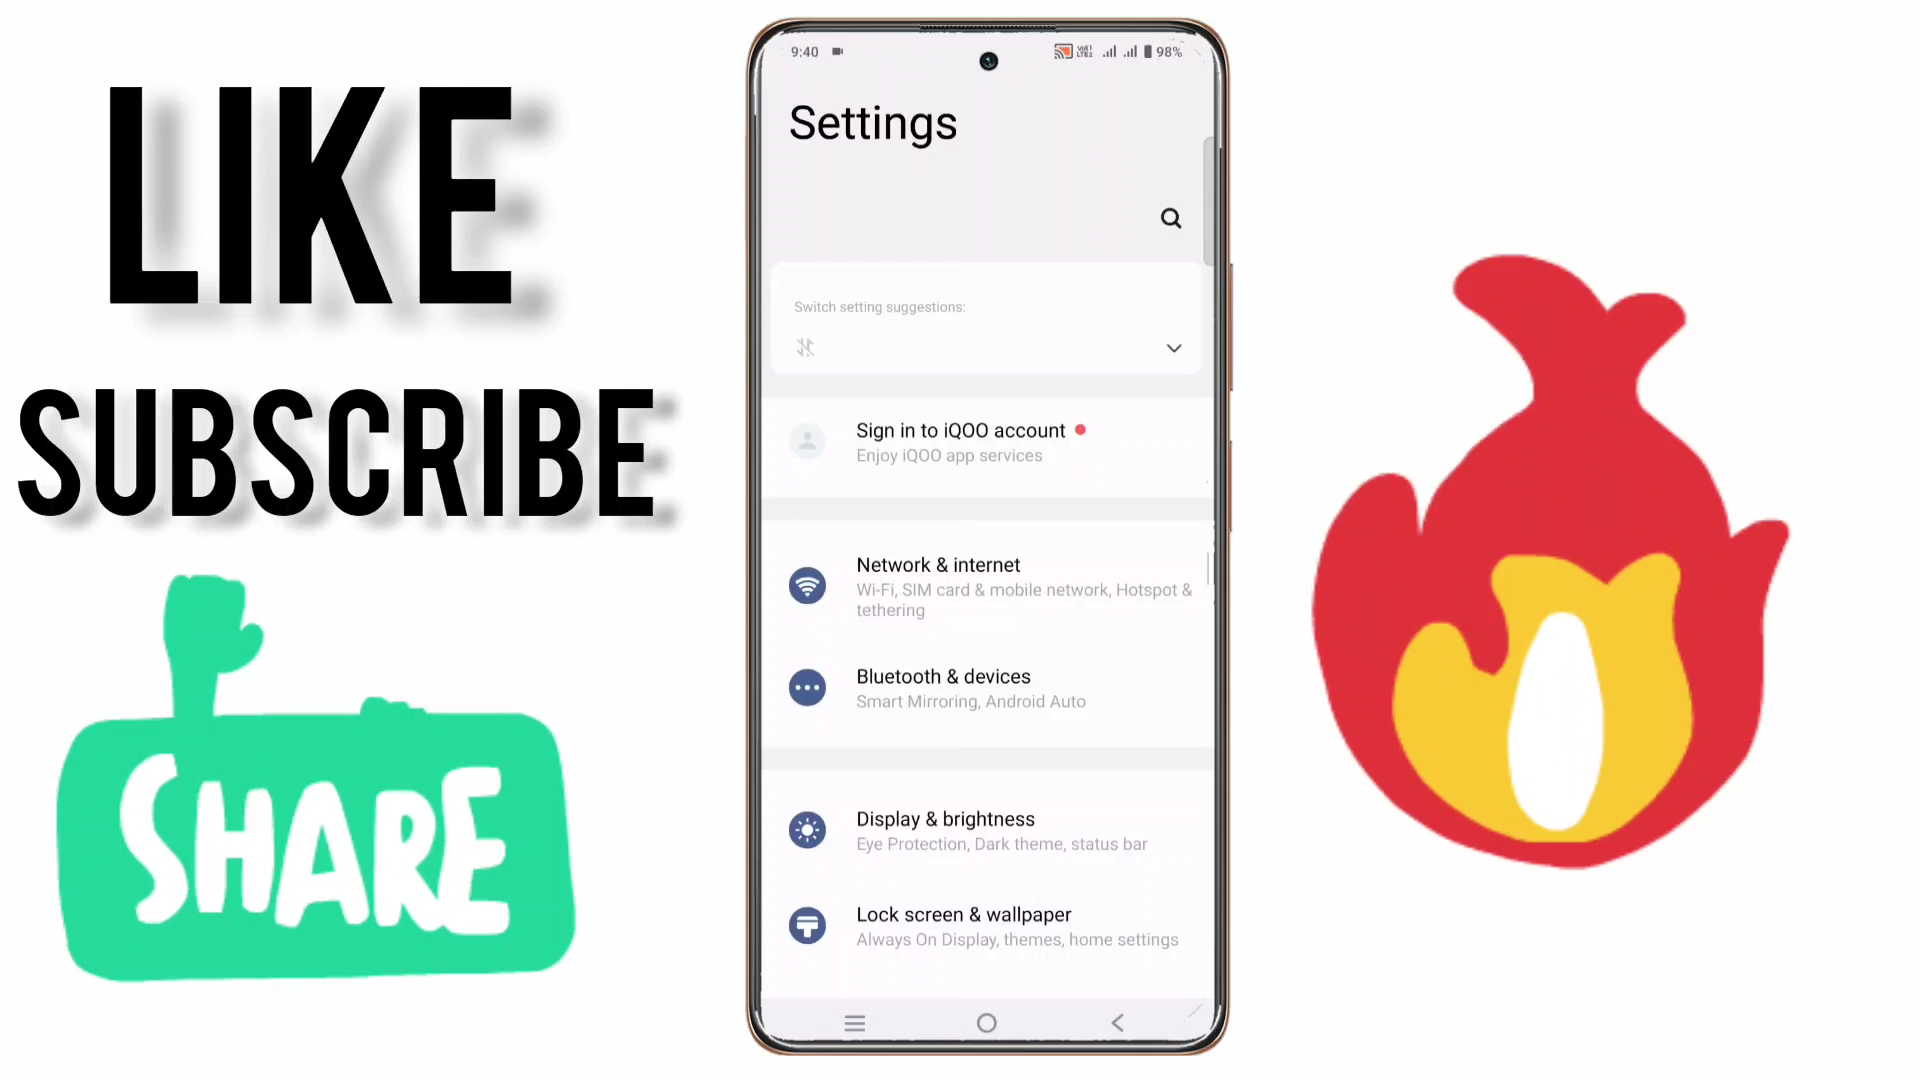 LIKE
SUBSCRIBE
SHARE
9:40
98%
Settings
Switch setting suggestions:
Sign in to iQOO account
Enjoy iQOO app services
Network & internet
Wi-Fi, SIM card & mobile network, Hotspot &
tethering
Bluetooth & devices
Smart Mirroring, Android Auto
Display & brightness
Eye Protection, Dark theme, status bar
Lock screen & wallpaper
Always On Display, themes, home settings